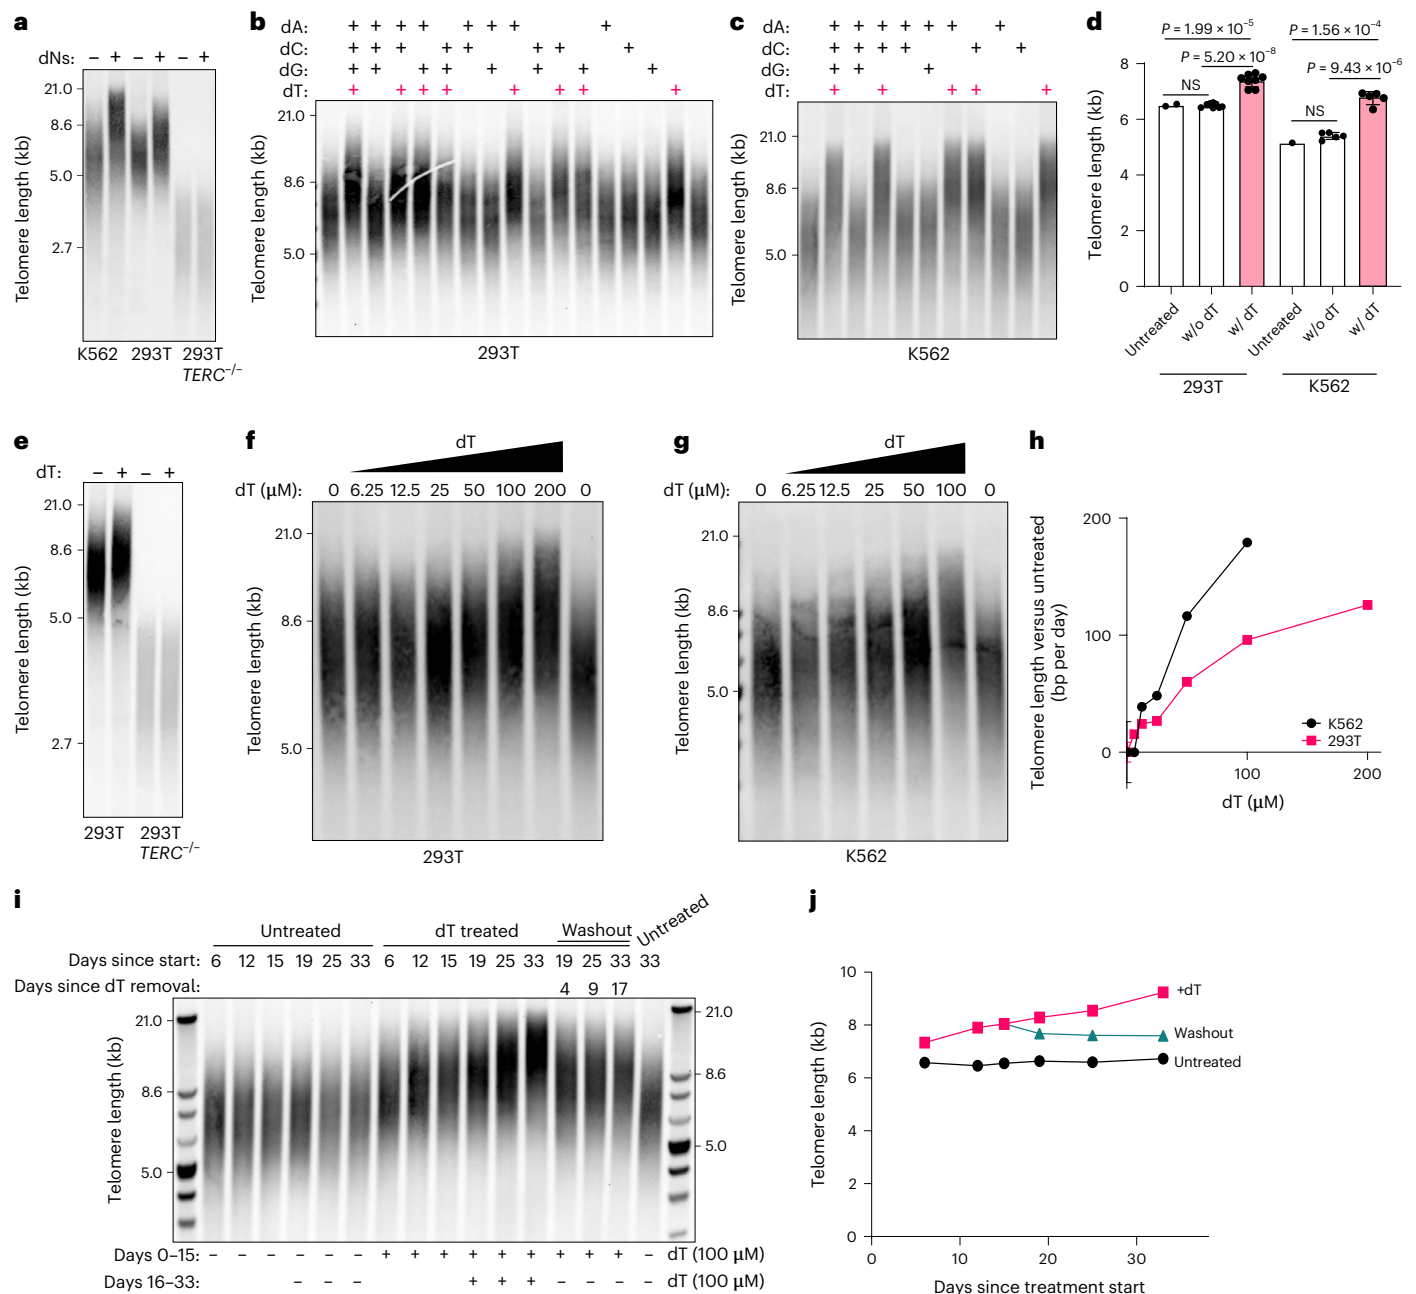 a
dNs: – + – + – –  +
21.0
8.6
5.0
2.7
Telomere length (kb)
K562 293T 293T
TERC–/–
b
dA: + + + + + + +
dC: + + + + + + + +
dG: + + + + + + + +
dT: + + + + + + +
21.0
8.6
5.0
Telomere length (kb)
293T
c
dA: + + + + + +
dC: + + + + + +
dG: + + +
dT: + + + + +
21.0
8.6
5.0
Telomere length (kb)
K562
d
P = 1.99 × 10–5 P = 1.56 × 10–4
P = 5.20 × 10–8 P = 9.43 × 10–6
NS NS
8
6
4
2
0
Telomere length (kb)
Untreated w/o dT w/ dT Untreated w/o dT w/ dT
293T K562
e
dT: – + – +
21.0
8.6
5.0
2.7
Telomere length (kb)
293T 293T
TERC–/–
f
dT
dT (μM): 0 6.25 12.5 25 50 100 200 0
21.0
8.6
5.0
Telomere length (kb)
293T
g
dT
dT (μM): 0 6.25 12.5 25 50 100 0
21.0
8.6
5.0
Telomere length (kb)
K562
h
Telomere length versus untreated
(bp per day)
200
100
0
K562
293T
100 200
dT (μM)
i
Untreated dT treated Washout Untreated
Days since start: 6 12 15 19 25 33 6 12 15 19 25 33 19 25 33 33
Days since dT removal: 4 9 17
21.0
8.6
5.0
Telomere length (kb)
21.0
8.6
5.0
Days 0–15: – – – – – – + + + + + + + + + – dT (100 μM)
Days 16–33: – – – + + + – – – – dT (100 μM)
j
10
8
6
4
2
0
Telomere length (kb)
+dT
Washout
Untreated
0 10 20 30
Days since treatment start